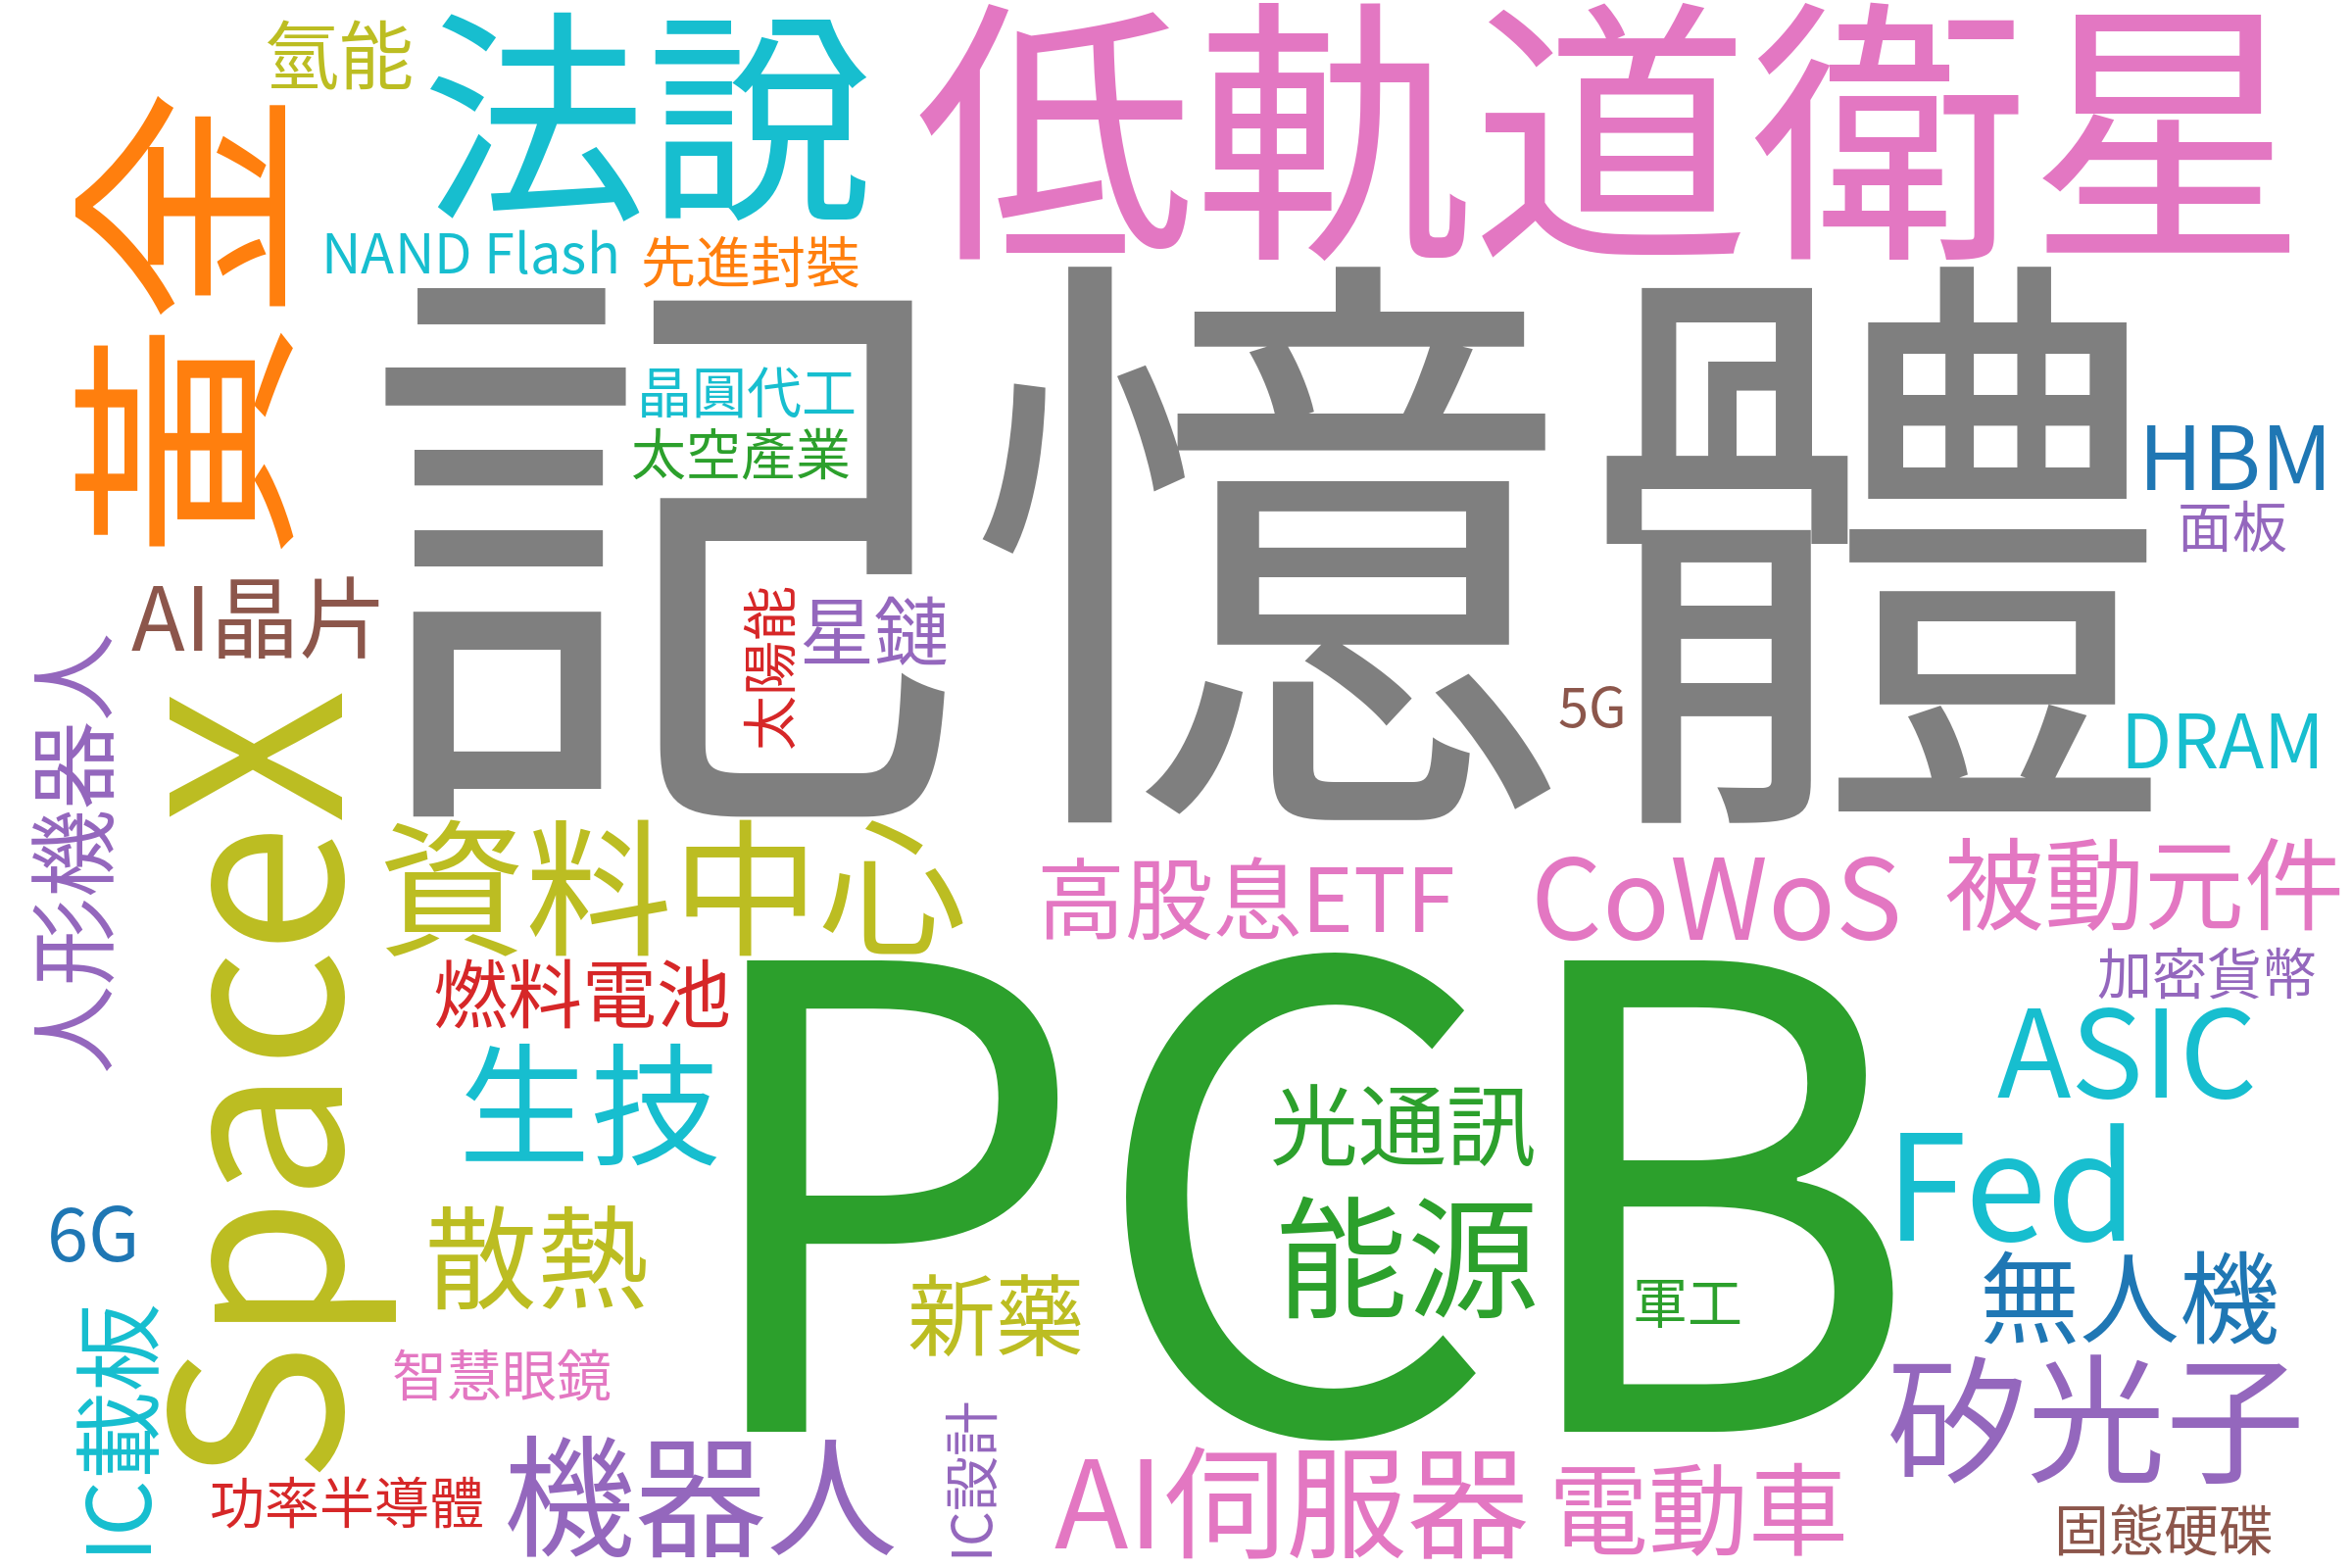 氫能
法說
低軌道衛星
黃金
NAND Flash
先進封裝
記憶體
晶圓代工
太空產業
HBM
面板
AI晶片
太陽能
星鏈
5G
DRAM
人形機器人
Spacex
資料中心
高股息ETF
CoWoS
被動元件
燃料電池
加密貨幣
PCB
ASIC
生技
光通訊
Fed
6G
散熱
能源
無人機
新藥
軍工
IC載板
智慧眼鏡
矽光子
機器人
IC設計
AI伺服器
電動車
功率半導體
固態硬碟